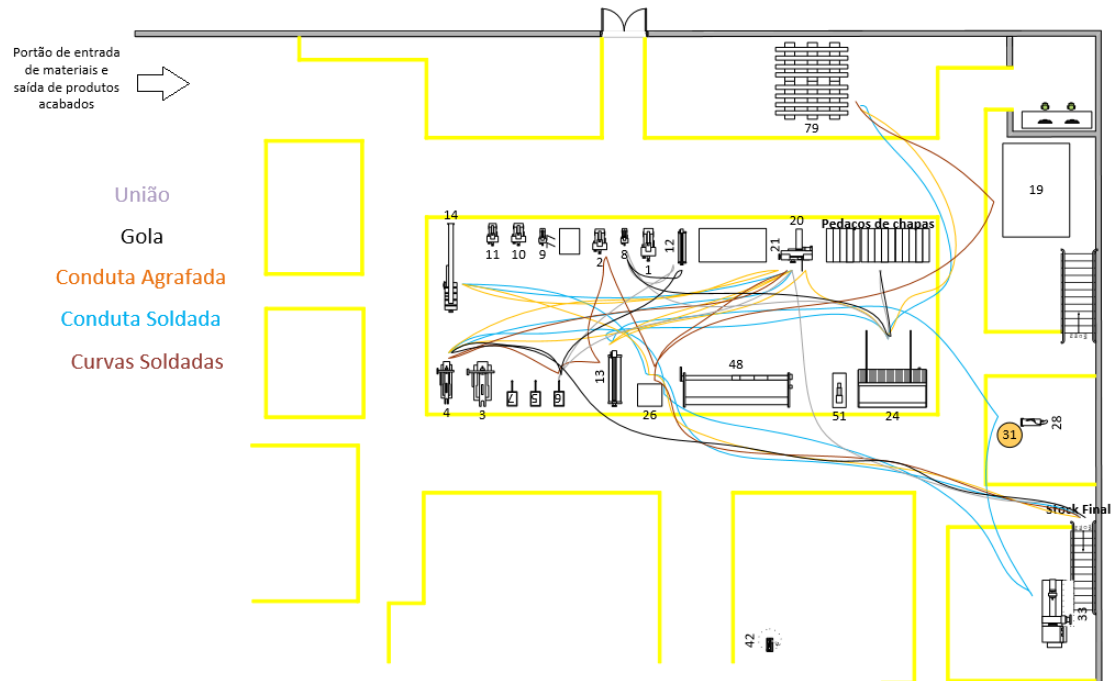 Portão de entrada
de materiais e
saída de produtos
acabados
79
19
União
Gola
Conduta Agrafada
Conduta Soldada
Curvas Soldadas
14
11
10
9
77
2
8
1
12
21
20
Pedaços de chapas
4
3
7
5
6
13
26
48
51
24
31
28
Stock Final
33
42